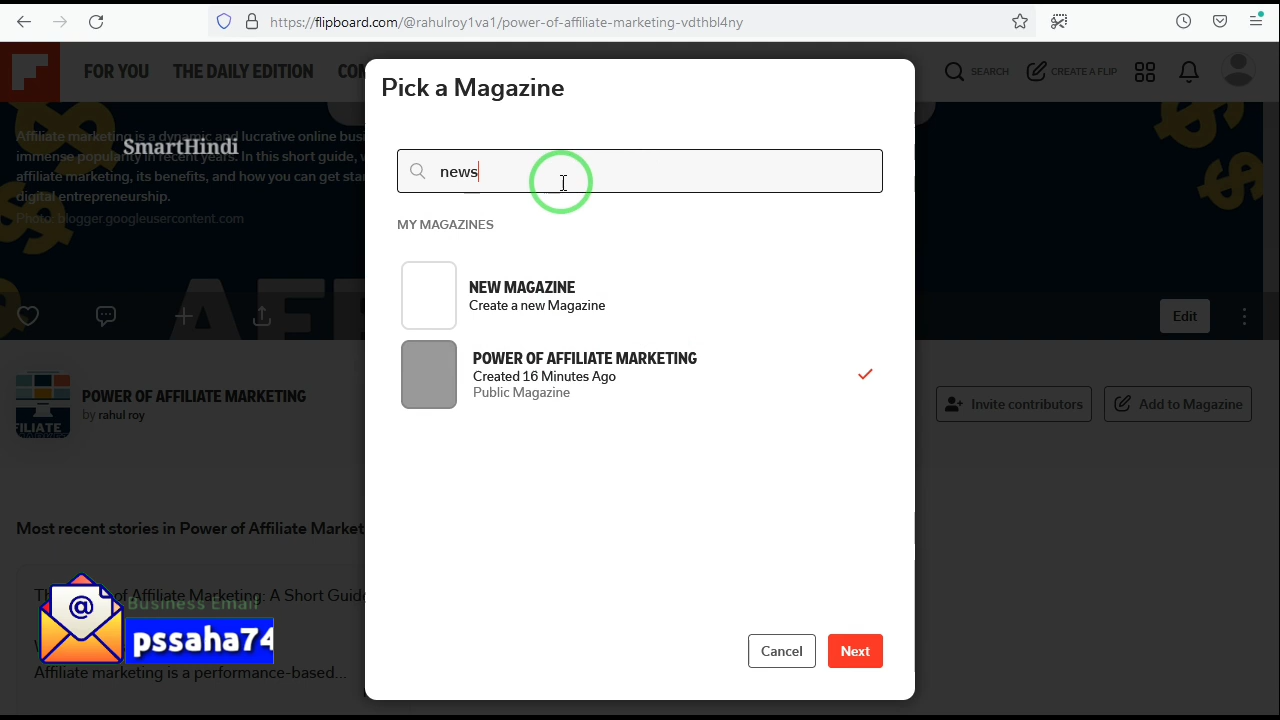 https://flipboard.com/@rahulroy1va1/power-of-affiliate-marketing-vdthbl4ny
FOR YOU
THE DAILY EDITION
SEARCH
CREATE A FLIP
Pick a Magazine
Affiliate marketing is a dynamic and lucrative online
immense popularity in recent years. In this short guide,
affiliate marketing, its benefits, and how you can get
digital entrepreneurship.
Photo: blogger.googleusercontent.com
SmartHindi
news
MY MAGAZINES
NEW MAGAZINE
Create a new Magazine
POWER OF AFFILIATE MARKETING
Created 16 Minutes Ago
Public Magazine
Edit
POWER OF AFFILIATE MARKETING
by rahul roy
Invite contributors
Add to Magazine
Most recent stories in Power of Affiliate
of Affiliate Marketing: A Short
Business Email
pssaha74
Affiliate marketing is a performance-based...
Cancel
Next